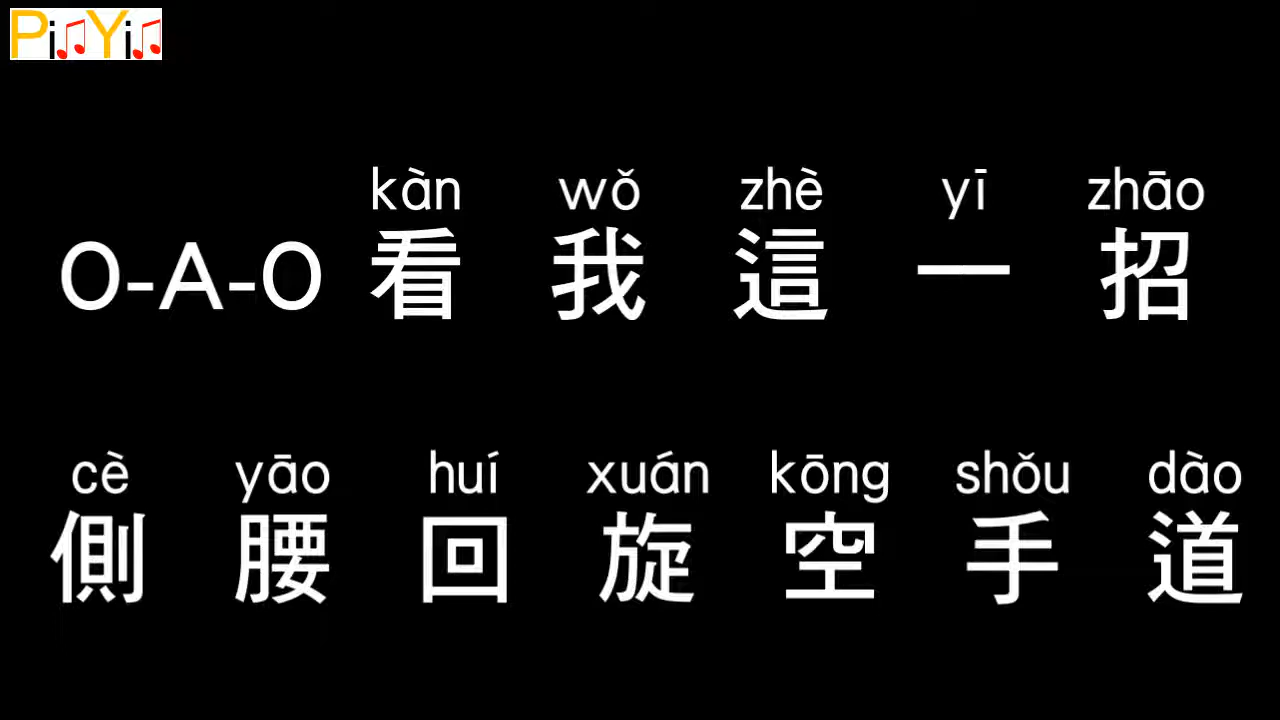 PinYin
kàn wǒ zhè yī zhāo
O-A-O 看 我 這 一 招
cè yāo huí xuán kōng shǒu dào
側 腰 回 旋 空 手 道